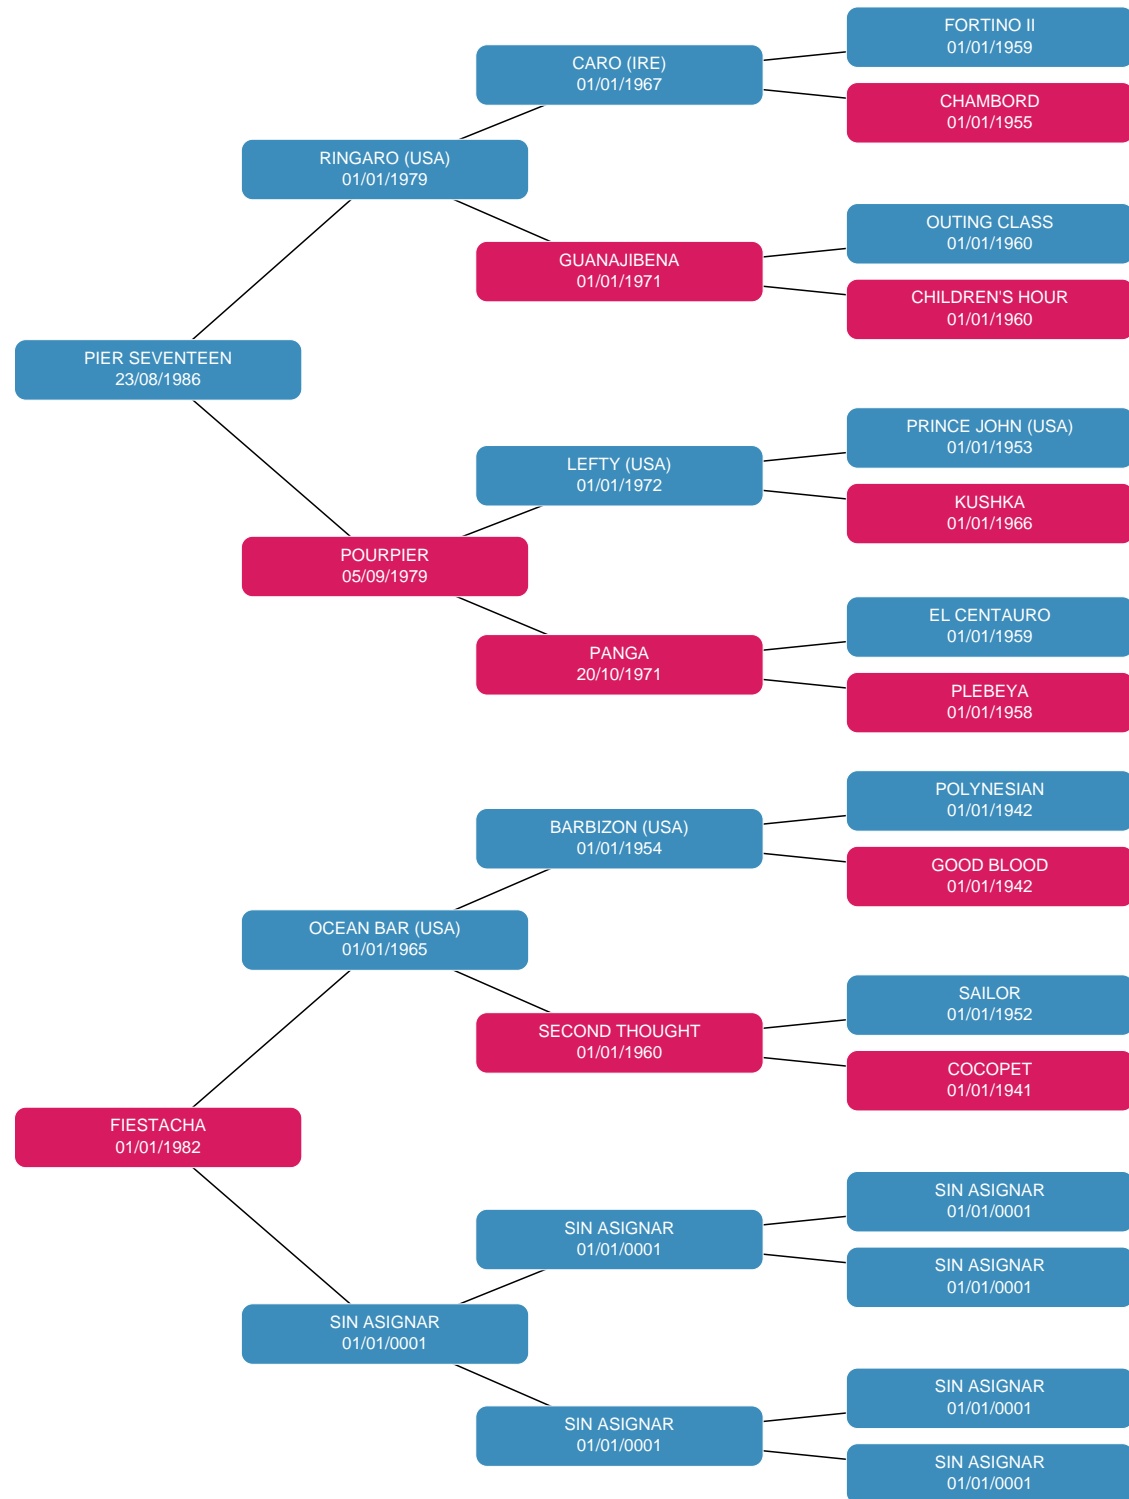 FORTINO II
01/01/1959
CARO (IRE)
01/01/1967
CHAMBORD
01/01/1955
RINGARO (USA)
01/01/1979
OUTING CLASS
01/01/1960
GUANAJIBENA
01/01/1971
CHILDREN'S HOUR
01/01/1960
PIER SEVENTEEN
23/08/1986
PRINCE JOHN (USA)
01/01/1953
LEFTY (USA)
01/01/1972
KUSHKA
01/01/1966
POURPIER
05/09/1979
EL CENTAURO
01/01/1959
PANGA
20/10/1971
PLEBEYA
01/01/1958
POLYNESIAN
01/01/1942
BARBIZON (USA)
01/01/1954
GOOD BLOOD
01/01/1942
OCEAN BAR (USA)
01/01/1965
SAILOR
01/01/1952
SECOND THOUGHT
01/01/1960
COCOPET
01/01/1941
FIESTACHA
01/01/1982
SIN ASIGNAR
01/01/0001
SIN ASIGNAR
01/01/0001
SIN ASIGNAR
01/01/0001
SIN ASIGNAR
01/01/0001
SIN ASIGNAR
01/01/0001
SIN ASIGNAR
01/01/0001
SIN ASIGNAR
01/01/0001